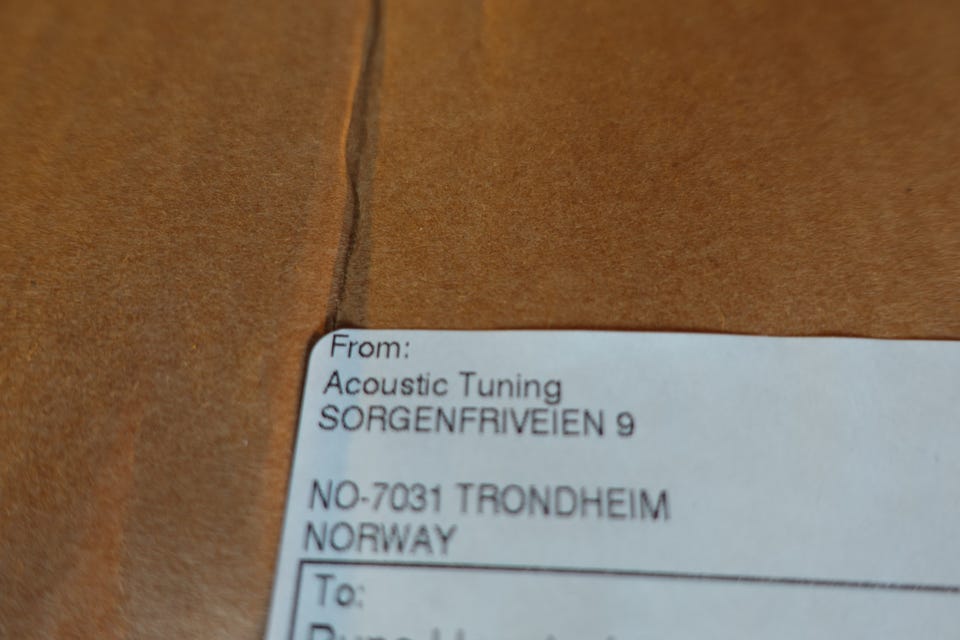 From:
Acoustic Tuning
SORGENFRIVEIEN 9
NO-7031 TRONDHEIM
NORWAY
To: